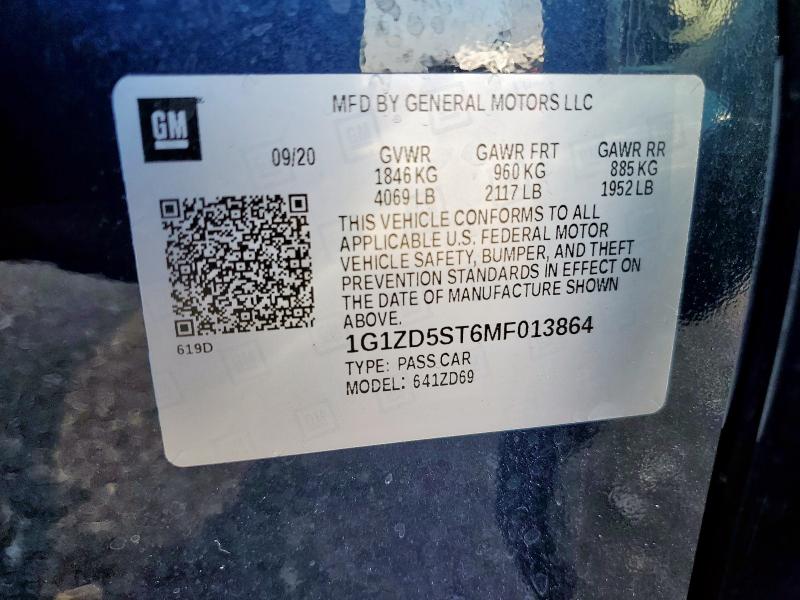 GM
MFD BY GENERAL MOTORS LLC
09/20
GVWR GAWR FRT GAWR RR
1846 KG 960 KG 885 KG
4069 LB 2117 LB 1952 LB
THIS VEHICLE CONFORMS TO ALL
APPLICABLE U.S. FEDERAL MOTOR
VEHICLE SAFETY, BUMPER, AND THEFT
PREVENTION STANDARDS IN EFFECT ON
THE DATE OF MANUFACTURE SHOWN
ABOVE.
619D
1G1ZD5ST6MF013864
TYPE: PASS CAR
MODEL: 641ZD69